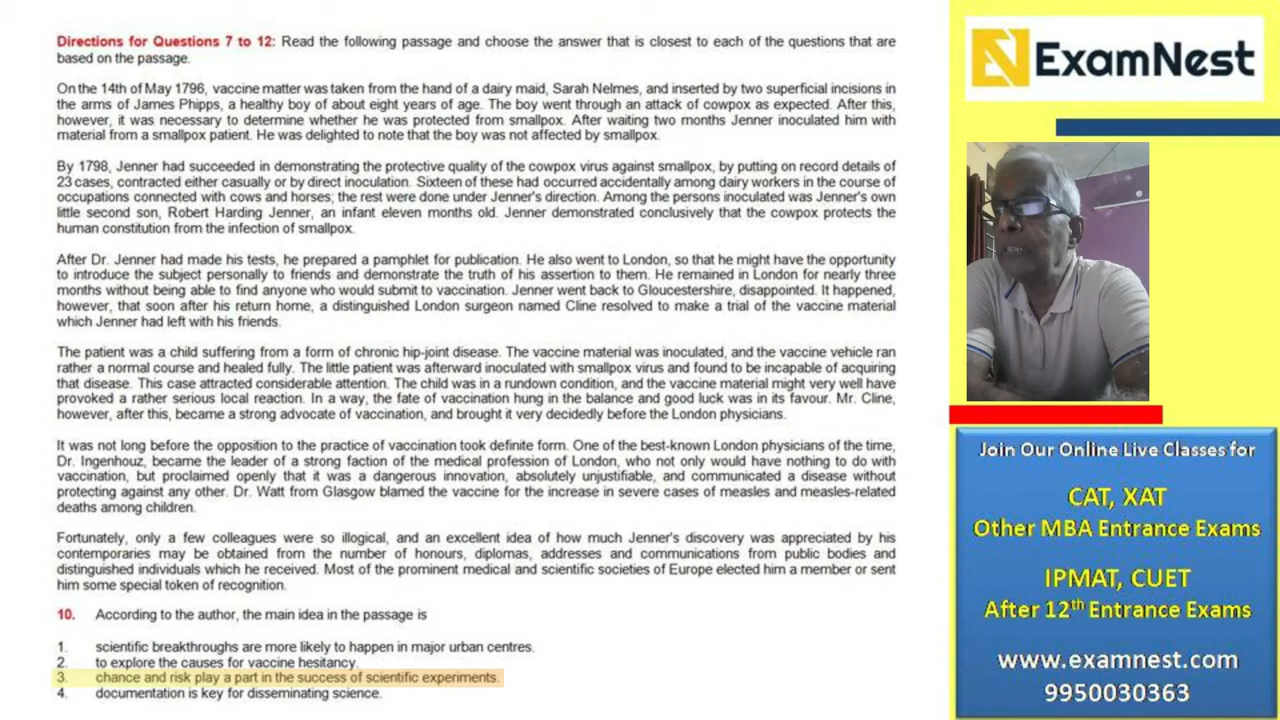 Directions for Questions 7 to 12: Read the following passage and choose the answer that is closest to each of the questions that are
based on the passage.
On the 14th of May 1796, vaccine matter was taken from the hand of a dairy maid, Sarah Nelmes, and inserted by two superficial incisions in
the arms of James Phipps, a healthy boy of about eight years of age. The boy went through an attack of cowpox as expected. After this,
however, it was necessary to determine whether he was protected from smallpox. After waiting two months Jenner inoculated him with
material from a smallpox patient. He was delighted to note that the boy was not affected by smallpox.
By 1798, Jenner had succeeded in demonstrating the protective quality of the cowpox virus against smallpox, by putting on record details of
23 cases, contracted either casually or by direct inoculation. Sixteen of these had occurred accidentally among dairy workers in the course of
occupations connected with cows and horses; the rest were done under Jenner's direction. Among the persons inoculated was Jenner's own
little second son, Robert Harding Jenner, an infant eleven months old. Jenner demonstrated conclusively that the cowpox protects the
human constitution from the infection of smallpox.
After Dr. Jenner had made his tests, he prepared a pamphlet for publication. He also went to London, so that he might have the opportunity
to introduce the subject personally to friends and demonstrate the truth of his assertion to them. He remained in London for nearly three
months without being able to find anyone who would submit to vaccination. Jenner went back to Gloucestershire, disappointed. It happened,
however, that soon after his return home, a distinguished London surgeon named Cline resolved to make a trial of the vaccine material
which Jenner had left with his friends.
The patient was a child suffering from a form of chronic hip-joint disease. The vaccine material was inoculated, and the vaccine vehicle ran
rather a normal course and healed fully. The little patient was afterward inoculated with smallpox virus and found to be incapable of acquiring
that disease. This case attracted considerable attention. The child was in a rundown condition, and the vaccine material might very well have
provoked a rather serious local reaction. In a way, the fate of vaccination hung in the balance and good luck was in its favour. Mr. Cline,
however, after this, became a strong advocate of vaccination, and brought it very decidedly before the London physicians.
It was not long before the opposition to the practice of vaccination took definite form. One of the best-known London physicians of the time,
Dr. Ingenhouz, became the leader of a strong faction of the medical profession of London, who not only would have nothing to do with
vaccination, but proclaimed openly that it was a dangerous innovation, absolutely unjustifiable, and communicated a disease without
protecting against any other. Dr. Watt from Glasgow blamed the vaccine for the increase in severe cases of measles and measles-related
deaths among children.
Fortunately, only a few colleagues were so illogical, and an excellent idea of how much Jenner's discovery was appreciated by his
contemporaries may be obtained from the number of honours, diplomas, addresses and communications from public bodies and
distinguished individuals which he received. Most of the prominent medical and scientific societies of Europe elected him a member or sent
him some special token of recognition.
10. According to the author, the main idea in the passage is
1. scientific breakthroughs are more likely to happen in major urban centres.
2. to explore the causes for vaccine hesitancy.
3. chance and risk play a part in the success of scientific experiments.
4. documentation is key for disseminating science.
ExamNest
Join Our Online Live Classes for
CAT, XAT
Other MBA Entrance Exams
IPMAT, CUET
After 12th Entrance Exams
www.examnest.com
9950030363